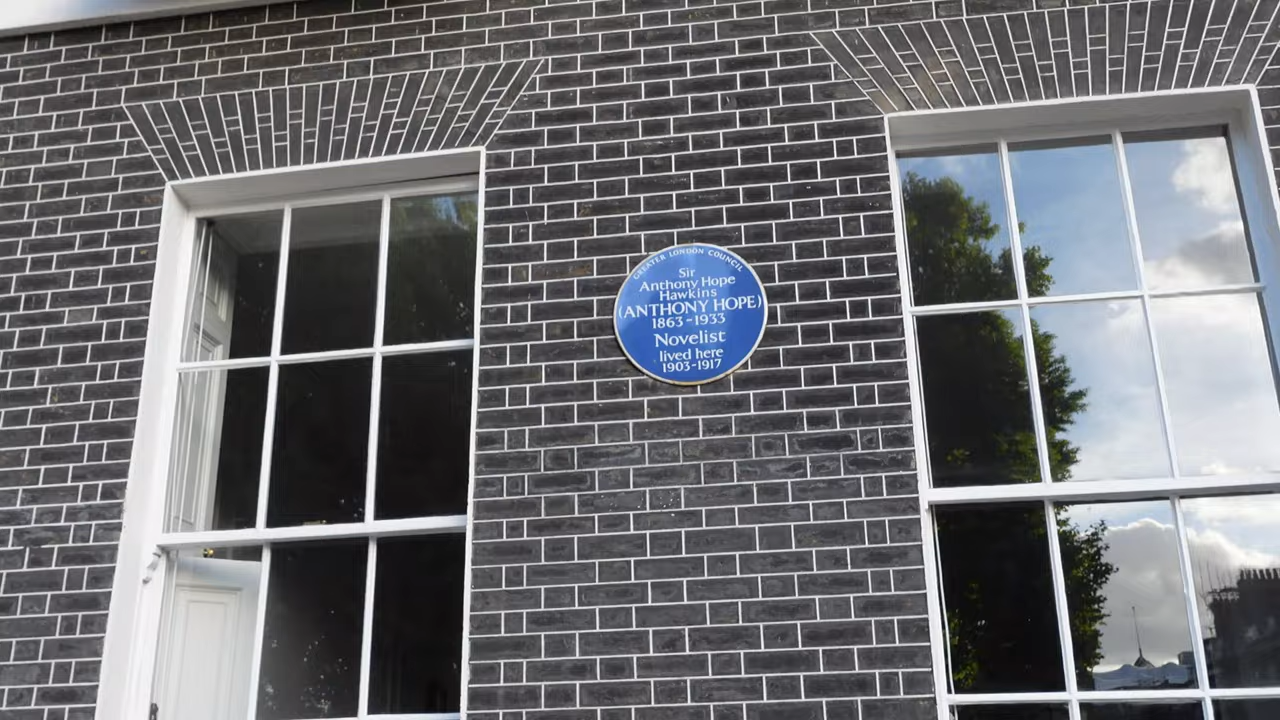 GREATER LONDON COUNCIL
Sir
Anthony Hope
Hawkins
(ANTHONY HOPE)
1863-1933
Novelist
lived here
1903-1917